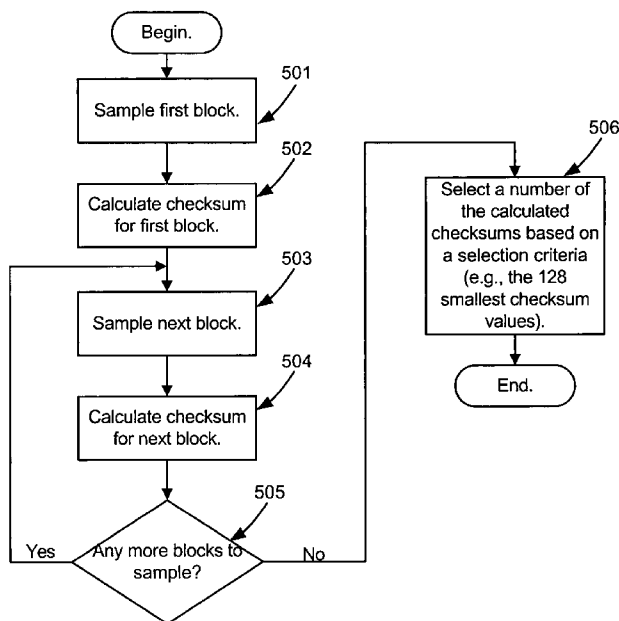 Begin.
501
Sample first block.
502
Calculate checksum
for first block.
503
Sample next block.
504
Calculate checksum
for next block.
505
Any more blocks to
sample?
Yes
No
506
Select a number of
the calculated
checksums based on
a selection criteria
(e.g., the 128
smallest checksum
values).
End.